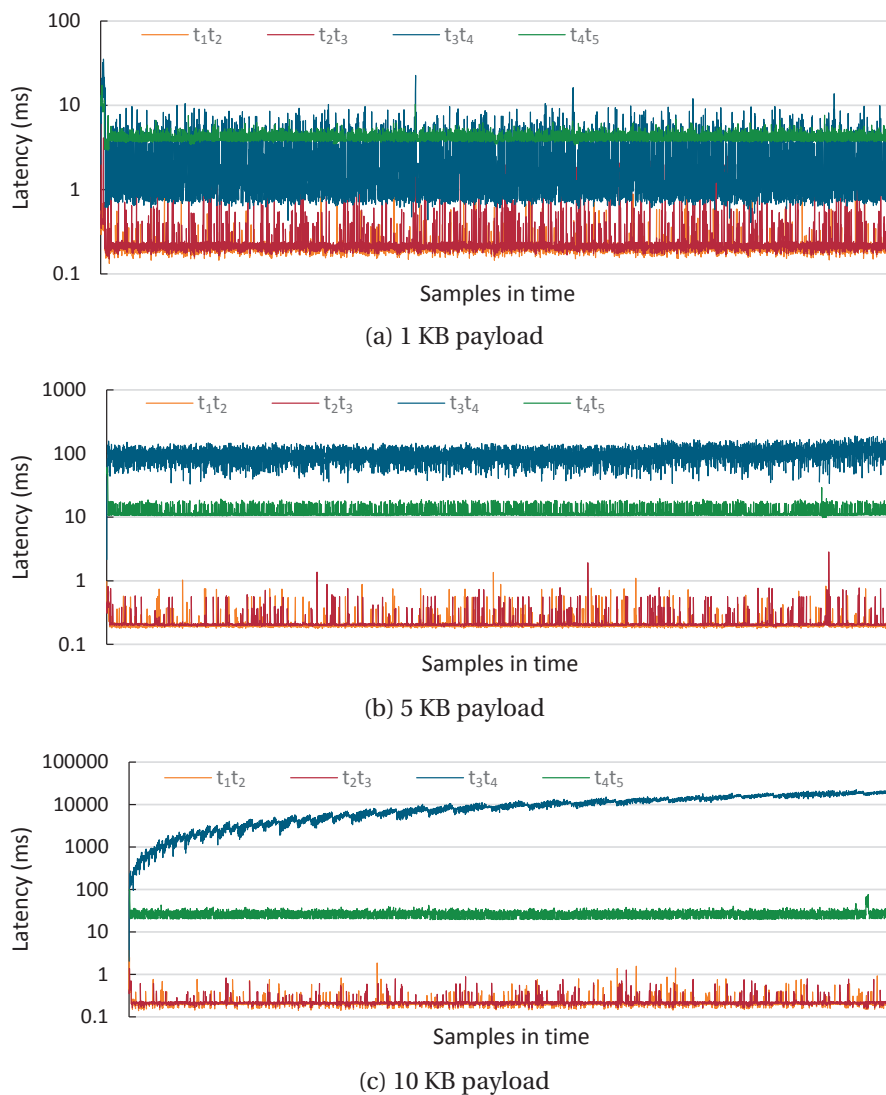 100
t₁t₂ t₂t₃ t₃t₄ t₄t₅
10
1
0.1
Latency (ms)
Samples in time
(a) 1 KB payload
1000
t₁t₂ t₂t₃ t₃t₄ t₄t₅
100
10
1
0.1
Latency (ms)
Samples in time
(b) 5 KB payload
100000
t₁t₂ t₂t₃ t₃t₄ t₄t₅
10000
1000
100
10
1
0.1
Latency (ms)
Samples in time
(c) 10 KB payload